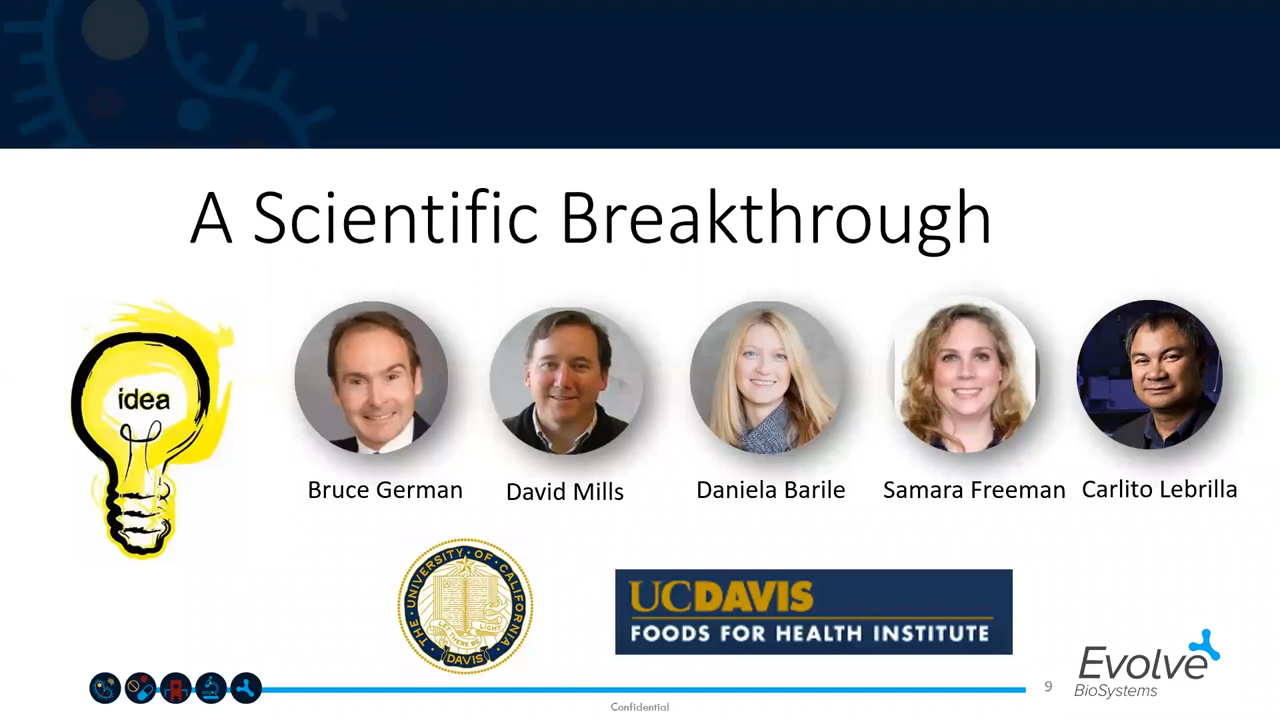 A Scientific Breakthrough
idea
Bruce German
David Mills
Daniela Barile
Samara Freeman
Carlito Lebrilla
THE UNIVERSITY OF CALIFORNIA
LET THERE BE LIGHT
DAVIS
UCDAVIS
FOODS FOR HEALTH INSTITUTE
Evolve
BioSystems
9
Confidential